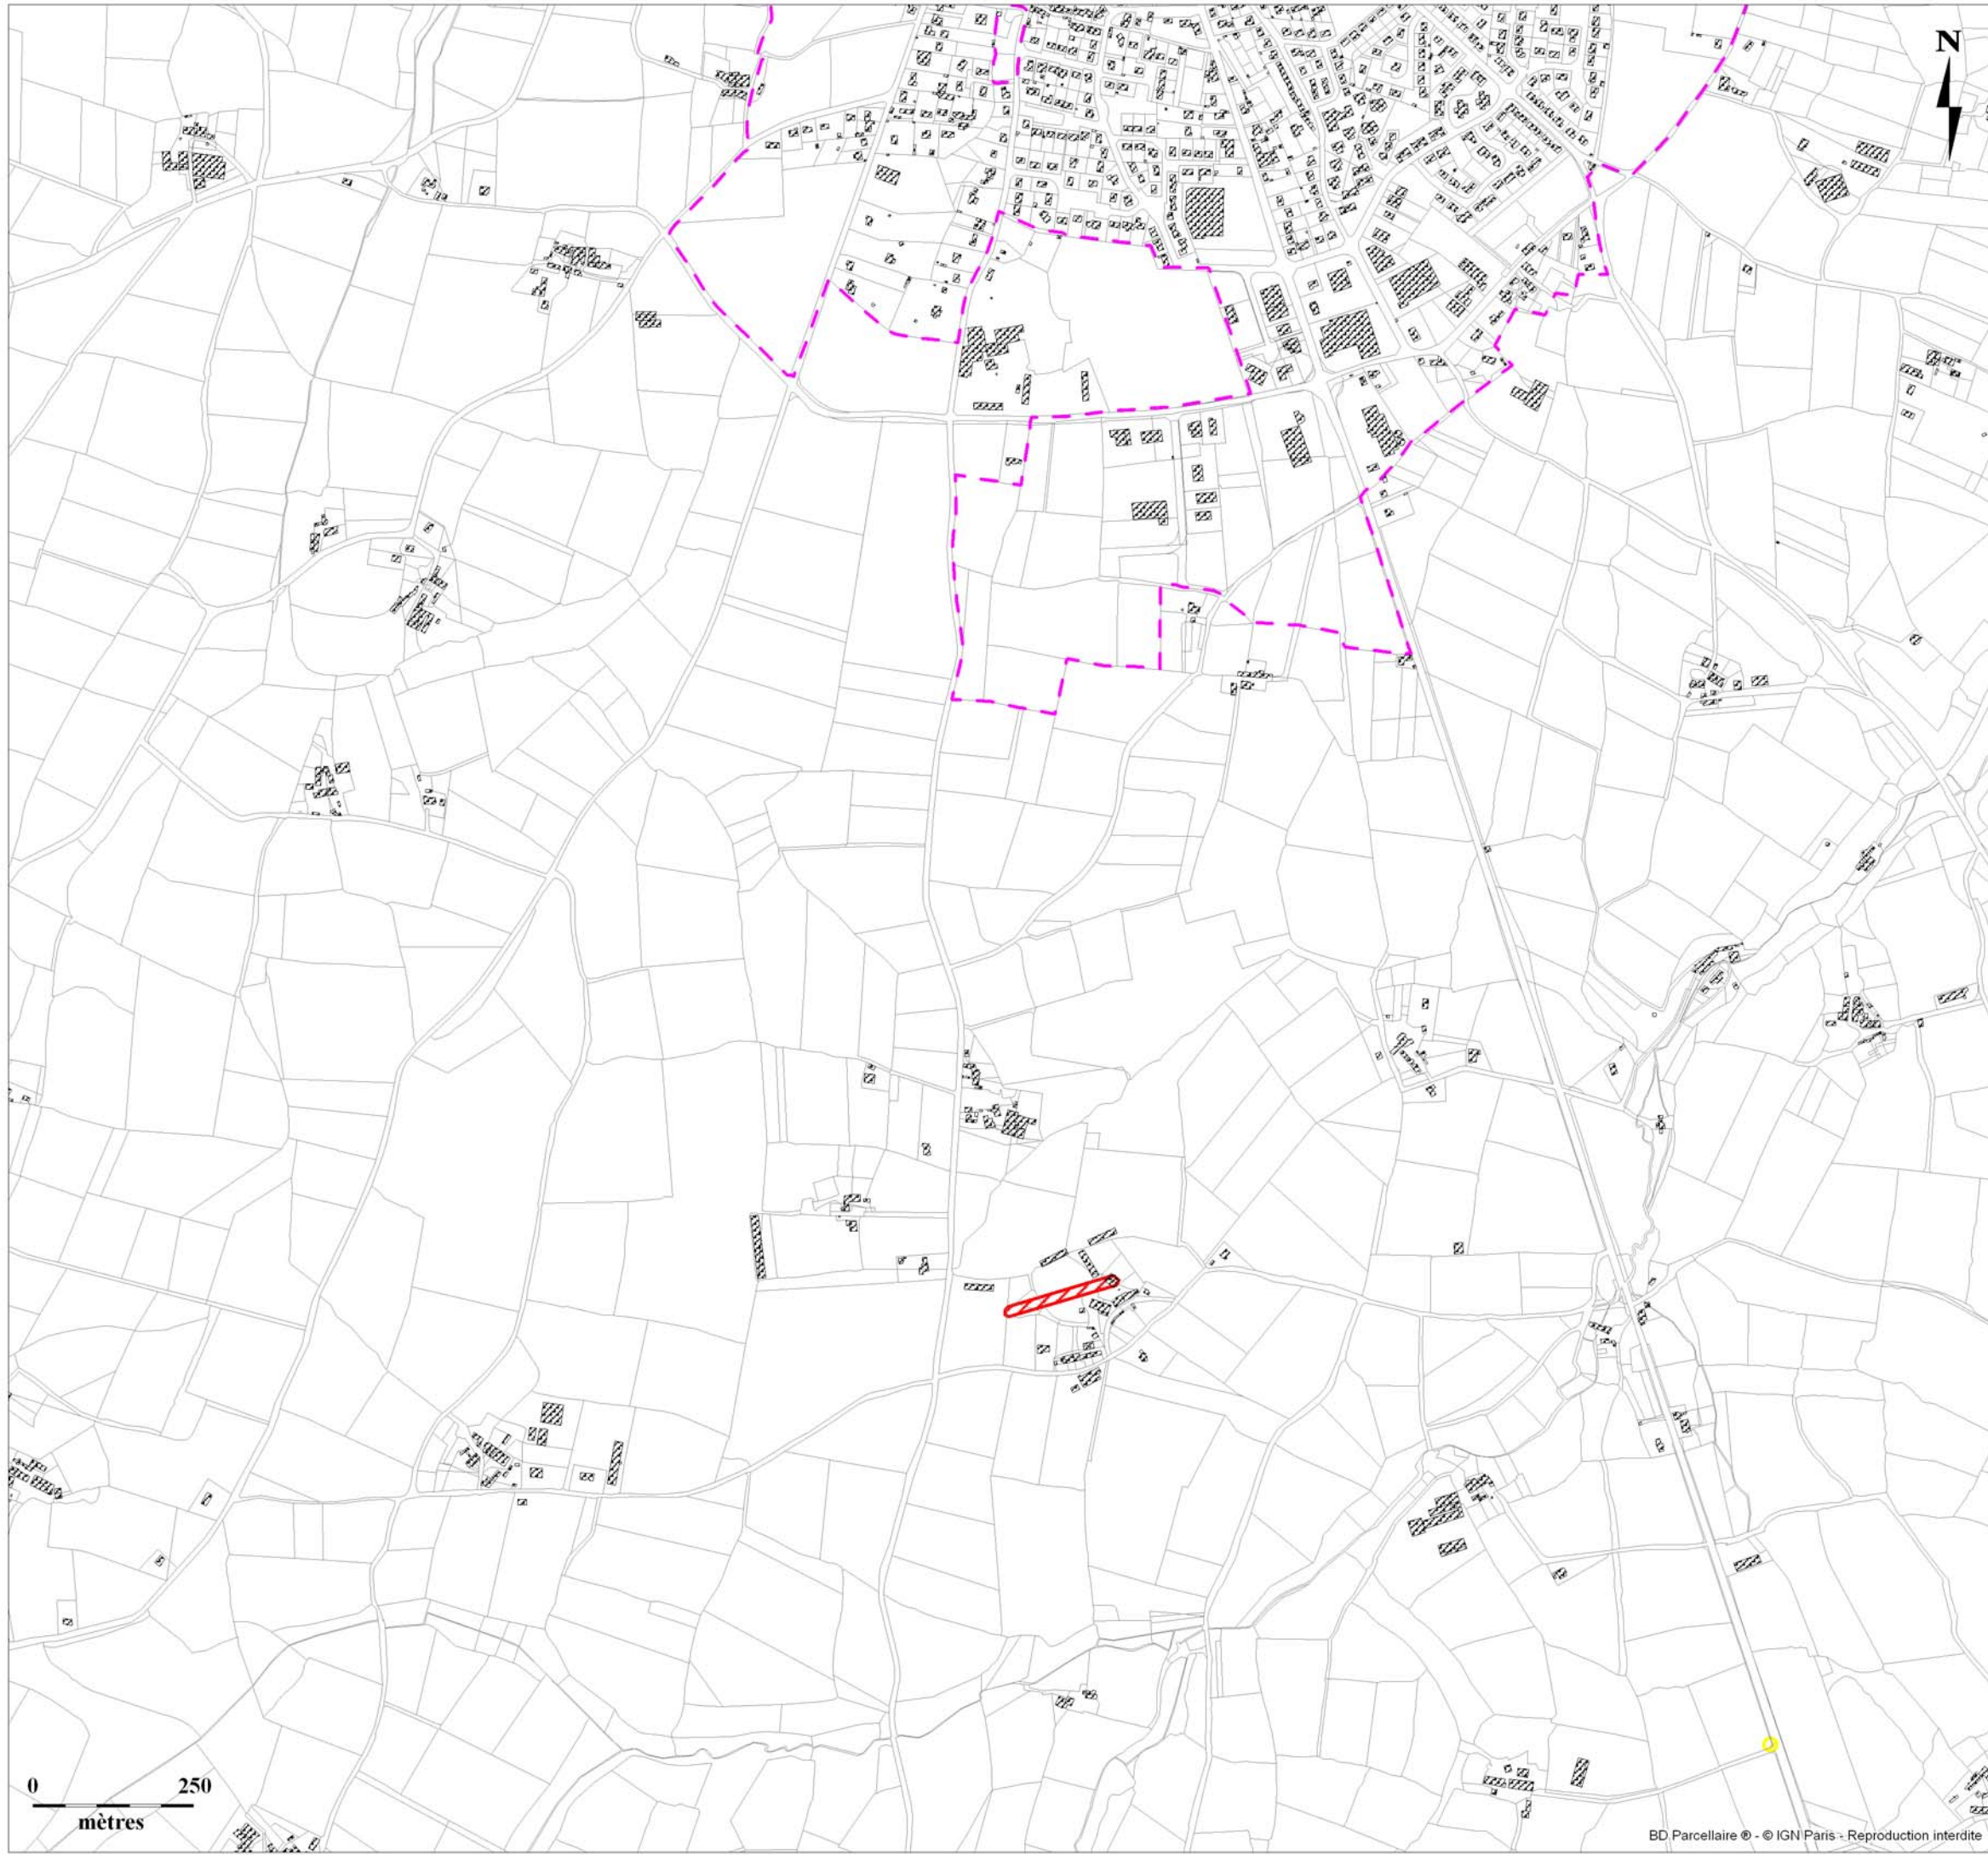 N
0 250
mètres
BD Parcellaire ® - © IGN Paris - Reproduction interdite